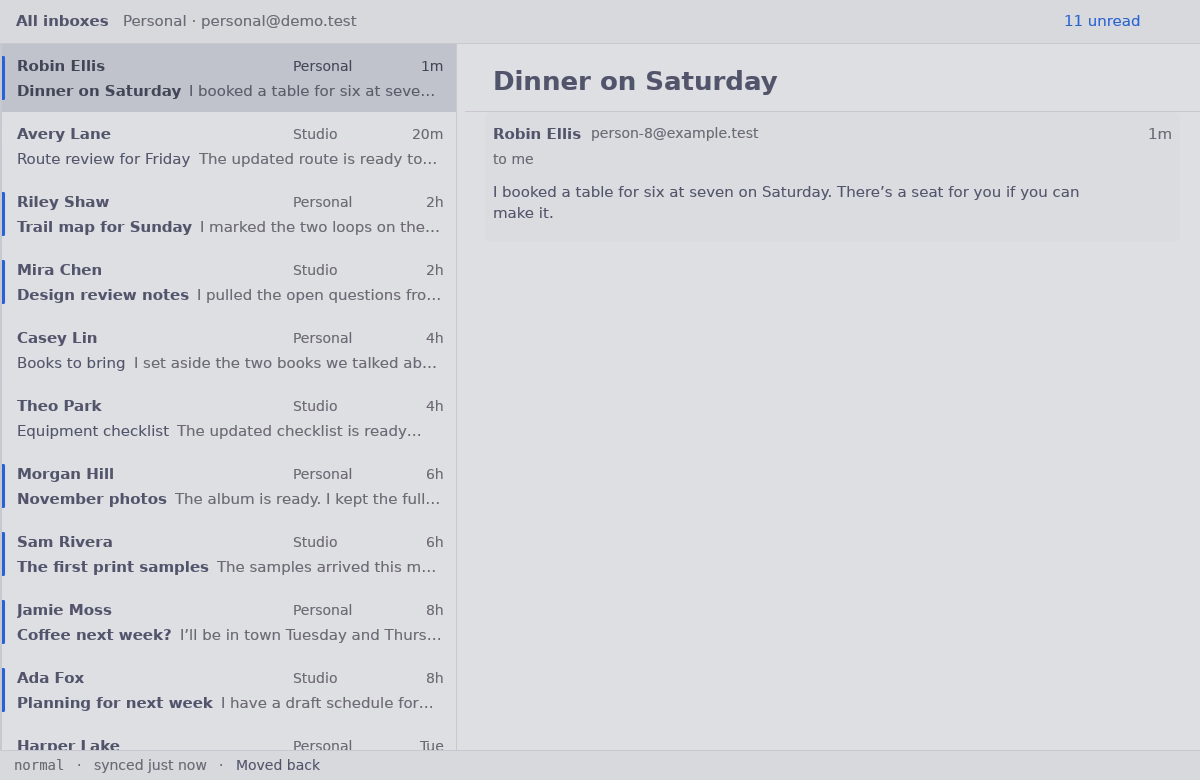 All inboxes Personal · personal@demo.test 11 unread
Robin Ellis Personal 1m
Dinner on Saturday I booked a table for six at seve…
Avery Lane Studio 20m
Route review for Friday The updated route is ready to…
Riley Shaw Personal 2h
Trail map for Sunday I marked the two loops on the…
Mira Chen Studio 2h
Design review notes I pulled the open questions fro…
Casey Lin Personal 4h
Books to bring I set aside the two books we talked ab…
Theo Park Studio 4h
Equipment checklist The updated checklist is ready…
Morgan Hill Personal 6h
November photos The album is ready. I kept the full…
Sam Rivera Studio 6h
The first print samples The samples arrived this m…
Jamie Moss Personal 8h
Coffee next week? I’ll be in town Tuesday and Thurs…
Ada Fox Studio 8h
Planning for next week I have a draft schedule for…
Harper Lake Personal Tue
Dinner on Saturday
Robin Ellis person-8@example.test 1m
to me
I booked a table for six at seven on Saturday. There’s a seat for you if you can
make it.
normal · synced just now · Moved back